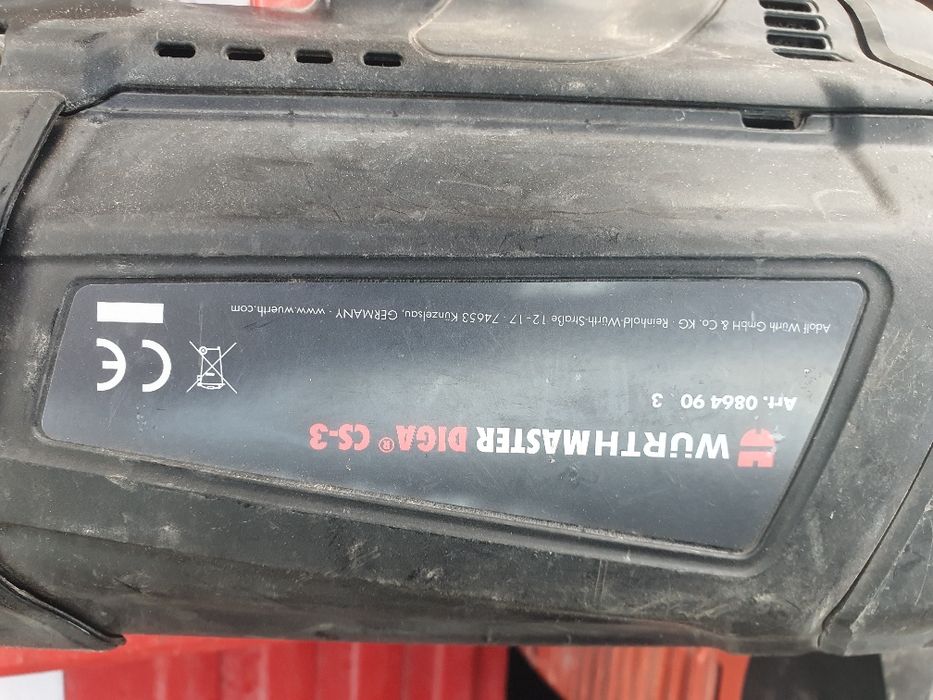 WÜRTHMASTER DIGA® CS-3
Art. 0864 90 3
Adolf Würth GmbH & Co. KG · Reinhold-Würth-Straße 12-17 · 74653 Künzelsau, GERMANY · www.wuerth.com
CE